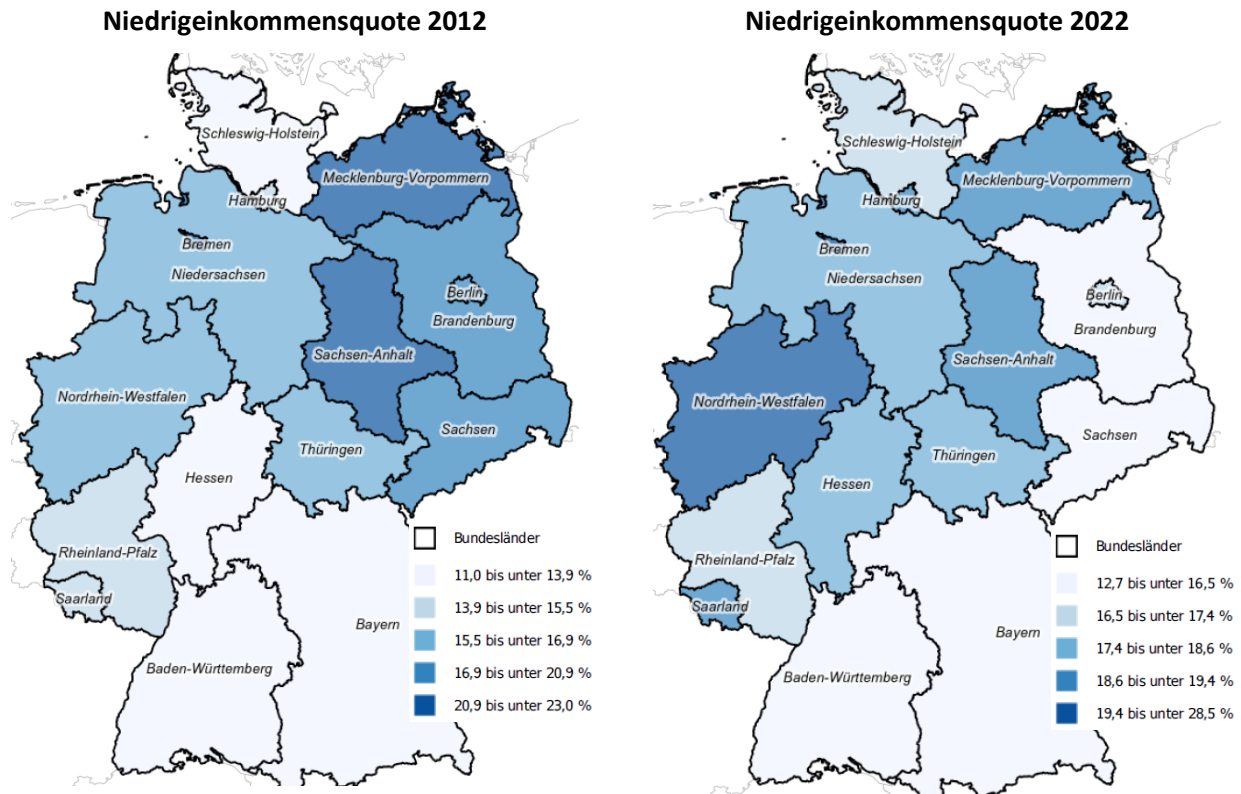 Niedrigeinkommensquote 2012
Schleswig-Holstein
Mecklenburg-Vorpommern
Hamburg
Bremen
Niedersachsen
Berlin
Brandenburg
Sachsen-Anhalt
Nordrhein-Westfalen
Sachsen
Thüringen
Hessen
Rheinland-Pfalz
Saarland
Bayern
Baden-Württemberg
Bundesländer
11,0 bis unter 13,9 %
13,9 bis unter 15,5 %
15,5 bis unter 16,9 %
16,9 bis unter 20,9 %
20,9 bis unter 23,0 %
Niedrigeinkommensquote 2022
Schleswig-Holstein
Mecklenburg-Vorpommern
Hamburg
Bremen
Niedersachsen
Berlin
Brandenburg
Sachsen-Anhalt
Nordrhein-Westfalen
Sachsen
Thüringen
Hessen
Rheinland-Pfalz
Saarland
Bayern
Baden-Württemberg
Bundesländer
12,7 bis unter 16,5 %
16,5 bis unter 17,4 %
17,4 bis unter 18,6 %
18,6 bis unter 19,4 %
19,4 bis unter 28,5 %